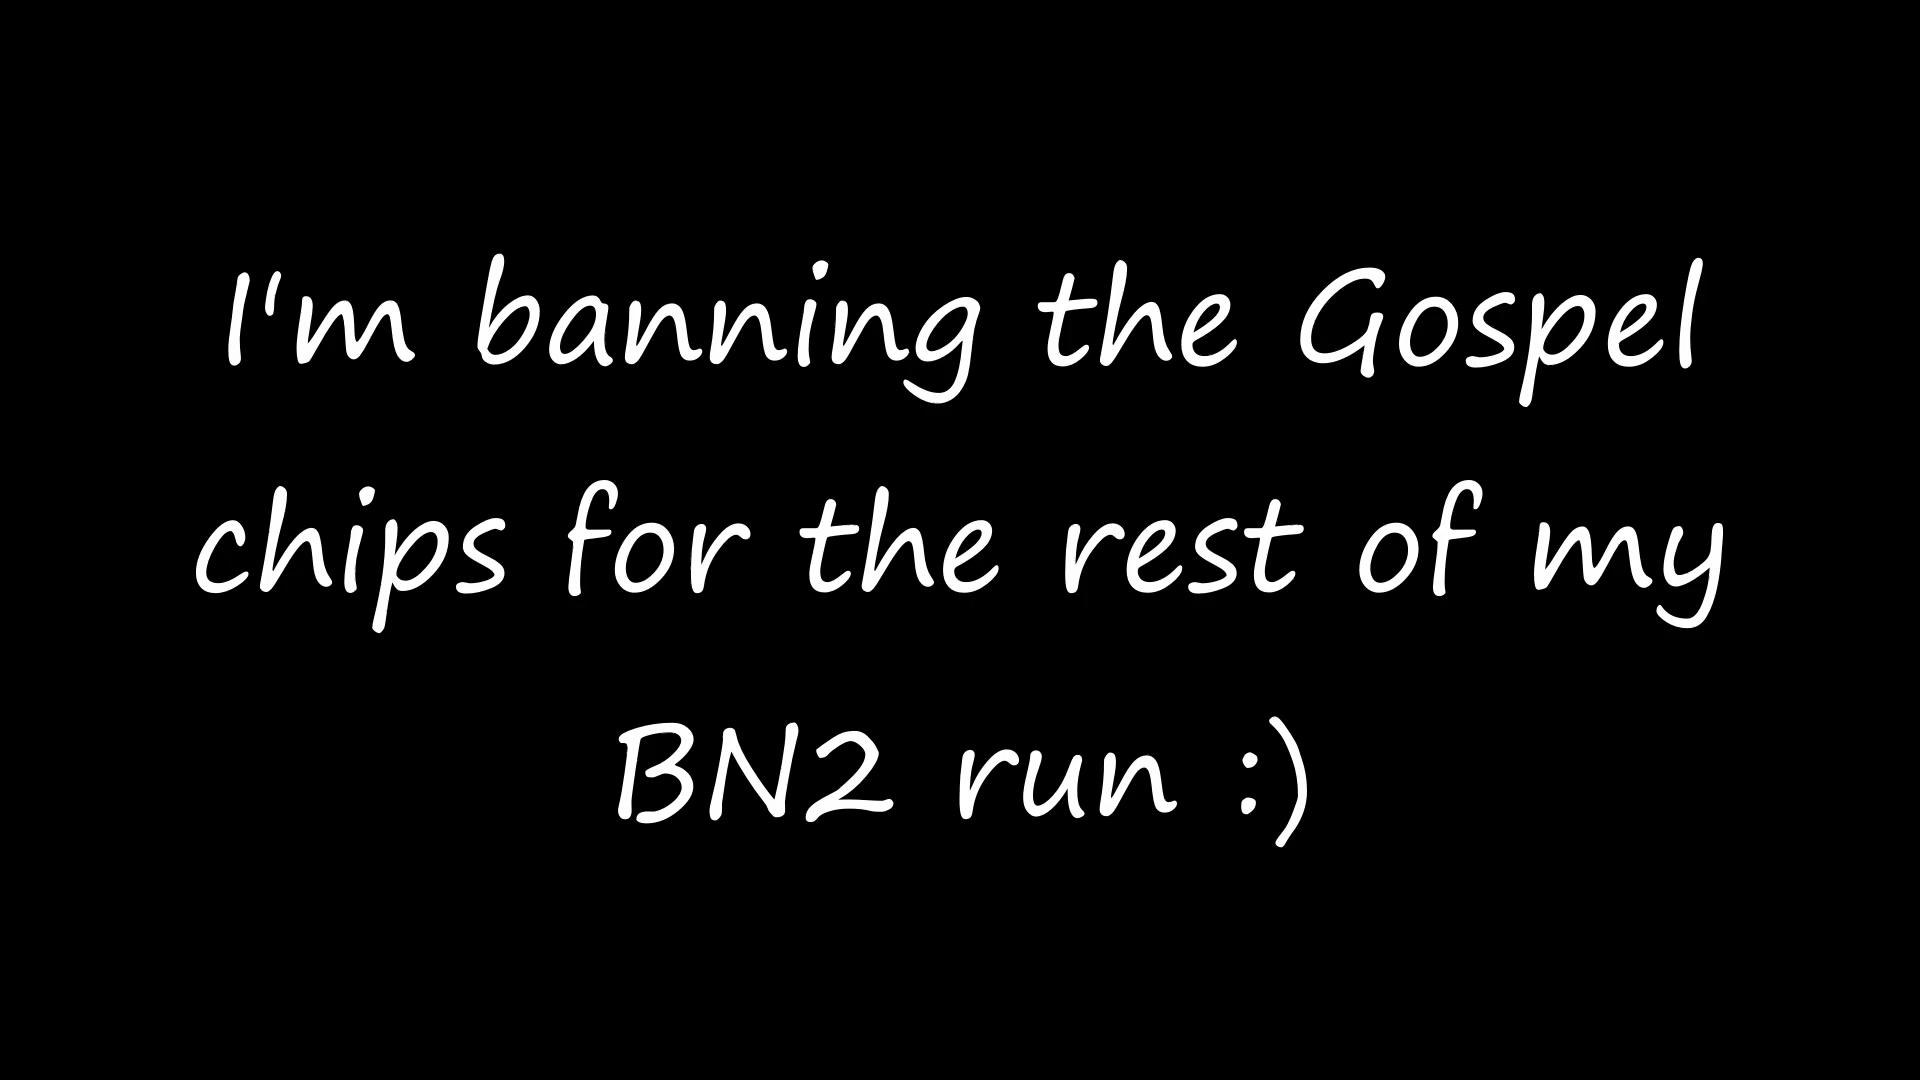 I'm banning the Gospel
chips for the rest of my
BN2 run :)